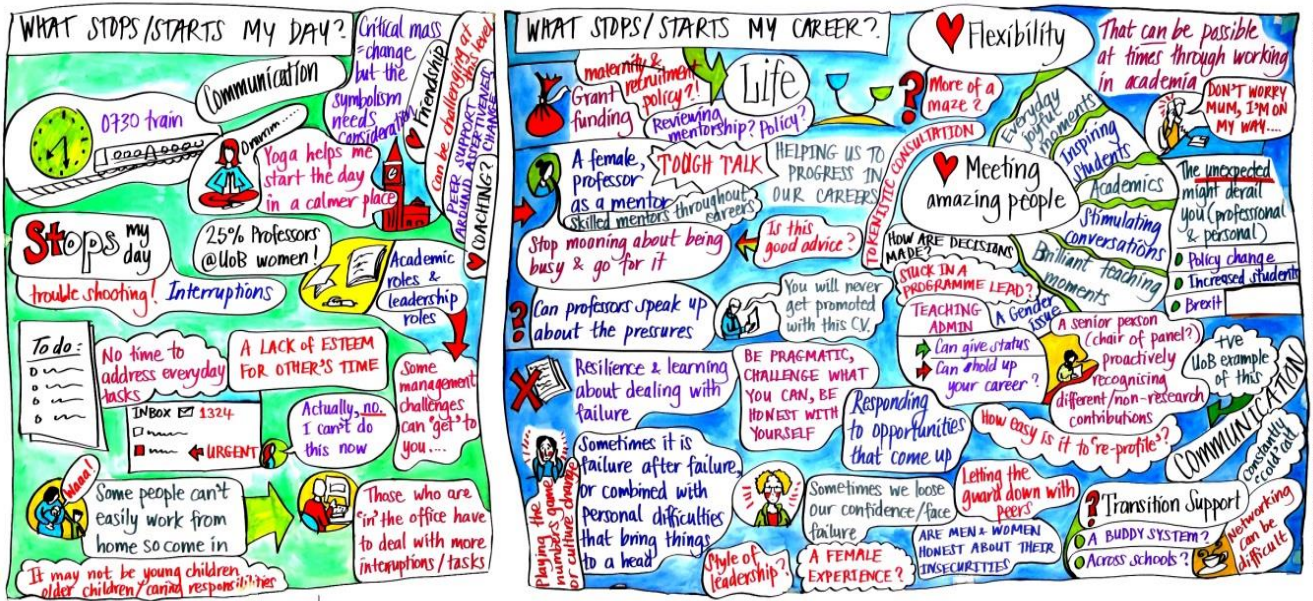 WHAT STOPS/STARTS MY DAY?
Critical mass
=change
but the
symbolism
needs
consideration
Friendship
Can be challenging at
this level
PEER SUPPORT
AROUND ASSERTIVENESS,
CHANGE
COACHING?
Communication
0730 train
Ommm....
Yoga helps me
start the day
in a calmer place
Stops my
day
25% Professors
@UoB women!
Academic
roles &
leadership
roles
trouble shooting! Interruptions
To do:
No time to
address everyday
tasks
A LACK OF ESTEEM
FOR OTHER'S TIME
Some
management
challenges
can 'get' to
you....
INBOX 1324
URGENT
Actually, no.
I can't do
this now
Waaa!
Some people can't
easily work from
home so come in
Those who are
'in' the office have
to deal with more
interuptions/tasks
It may not be young children,
older children/caring responsibilities
WHAT STOPS/STARTS MY CAREER?
maternity &
recruitment
policy?!
Grant
funding
Life
Reviewing
mentorship? Policy?
More of a
maze?
Flexibility
That can be possible
at times through working
in academia
DON'T WORRY
MUM, I'M ON
MY WAY....
A female,
professor
as a mentor
TOUGH TALK
HELPING US TO
PROGRESS IN
OUR CAREERS
Skilled mentors throughout
careers
TOKENISTIC CONSULTATION
Meeting
amazing people
Everyday
joyful
moments
Inspiring
Students
Academics
Stimulating
conversations
Brilliant teaching
moments
The unexpected
might derail
you (professional
& personal)
Policy change
Increased students
Brexit
Stop moaning about being
busy & go for it
Is this
good advice?
HOW ARE DECISIONS
MADE?
STUCK IN A
PROGRAMME LEAD?
Can professors speak up
about the pressures
You will never
get promoted
with this CV.
TEACHING
ADMIN
A Gender
issue
Can give status
Can hold up
your career?
A senior person
(chair of panel?)
proactively
recognising
different/non-research
contributions
+ve
UoB example
of this
Resilience & learning
about dealing with
failure.
BE PRAGMATIC,
CHALLENGE WHAT
YOU CAN, BE
HONEST WITH
YOURSELF
Responding
to opportunities
that come up
How easy is it to 're-profile'?
COMMUNICATION
constantly
'cold' call
Playing the
numbers game
or culture change
Sometimes it is
failure after failure,
or combined with
personal difficulties
that bring things
to a head
Sometimes we loose
our confidence/face
failure
Letting the
guard down with
peers
Transition Support
A BUDDY SYSTEM?
Across schools?
Networking
can be
difficult
Style of
leadership?
A FEMALE
EXPERIENCE?
ARE MEN & WOMEN
HONEST ABOUT THEIR
INSECURITIES